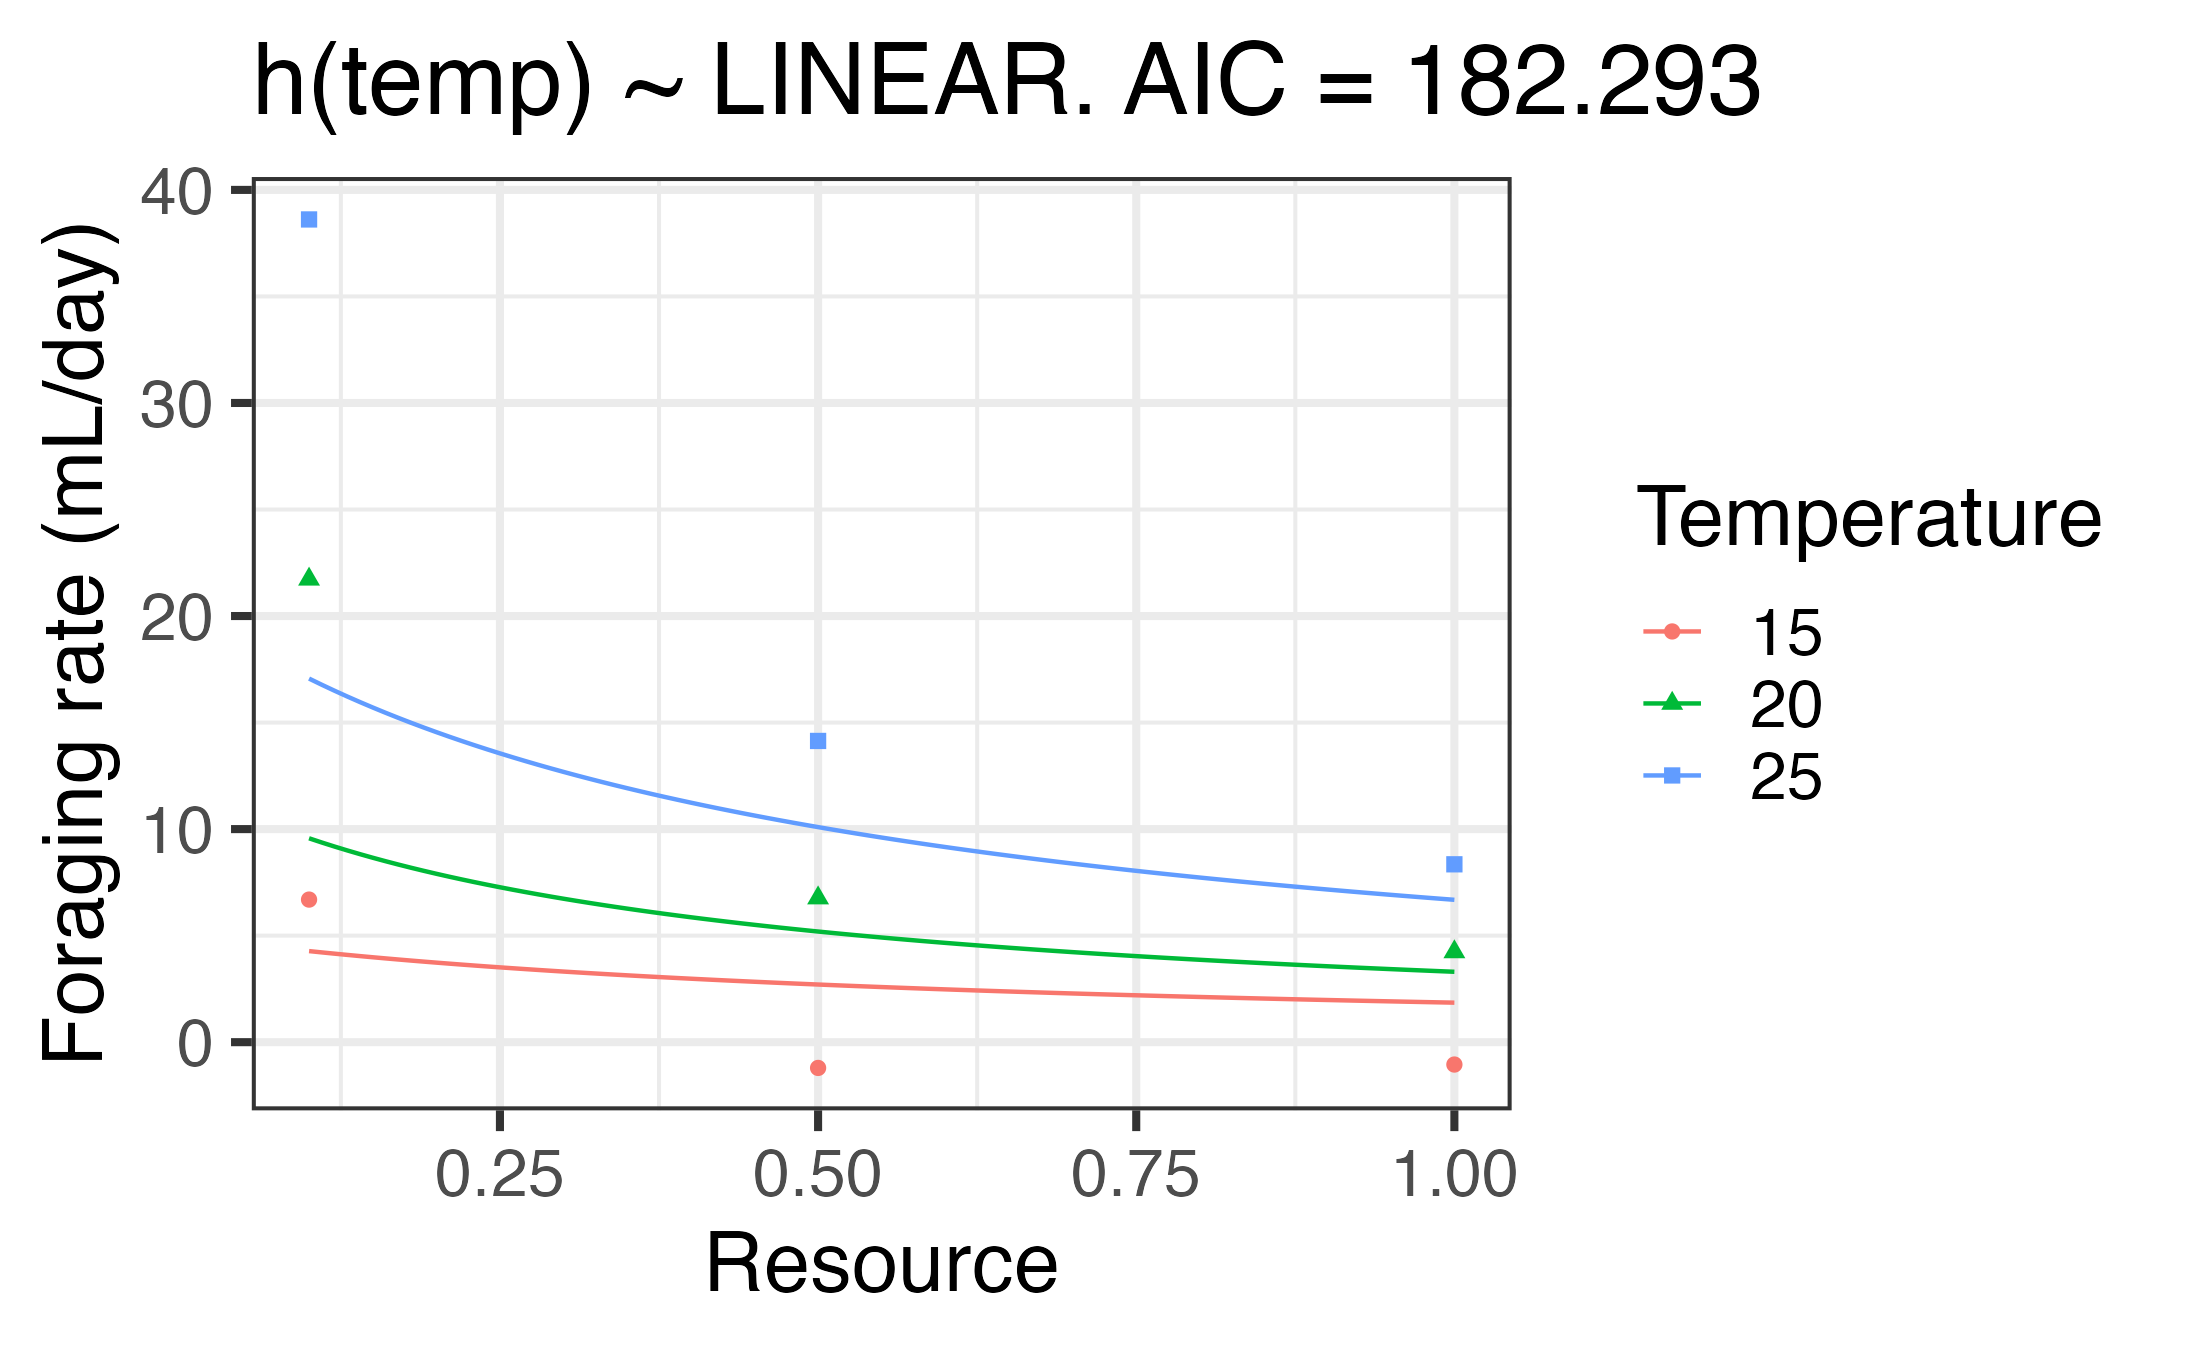 h(temp) ~ LINEAR. AIC = 182.293
40
30
20
10
0
Foraging rate (mL/day)
0.25 0.50 0.75 1.00
Resource
Temperature
15
20
25